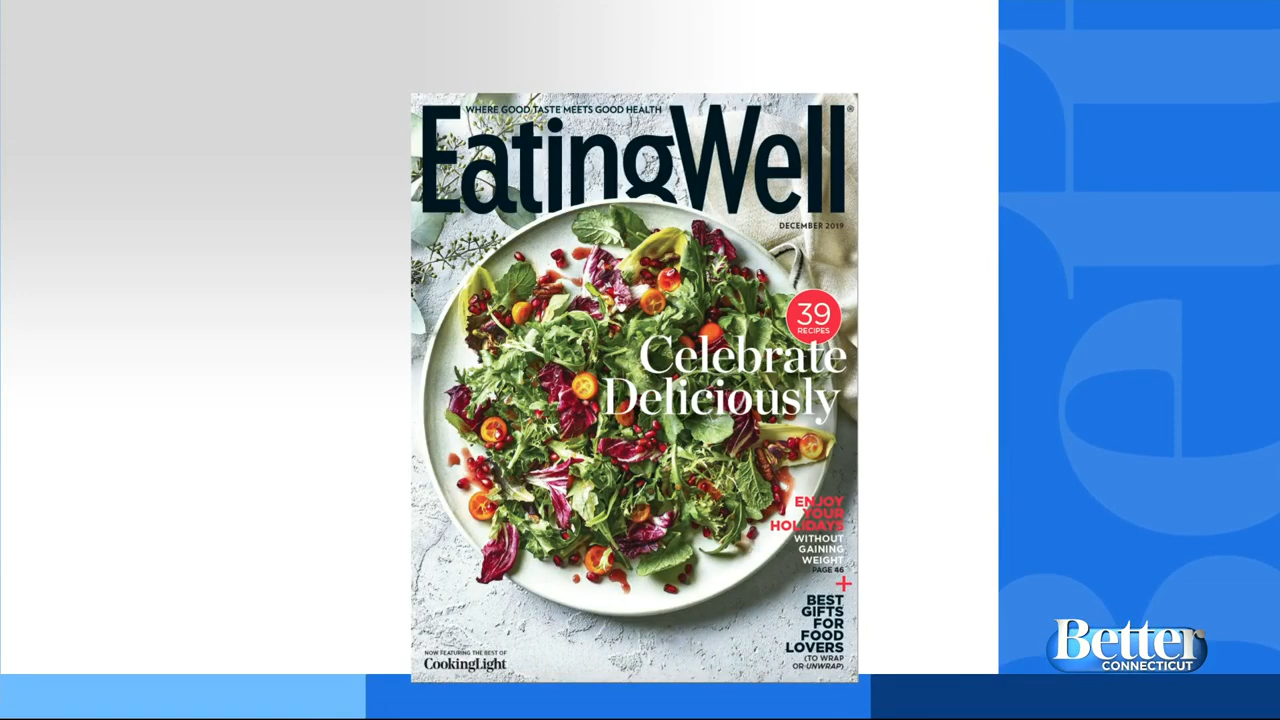 WHERE GOOD TASTE MEETS GOOD HEALTH
EatingWell®
DECEMBER 2019
39
RECIPES
Celebrate
Deliciously
ENJOY
YOUR
HOLIDAYS
WITHOUT
GAINING
WEIGHT
PAGE 46
+
BEST
GIFTS
FOR
FOOD
LOVERS
(TO WRAP
OR UNWRAP)
NOW FEATURING THE BEST OF
CookingLight
Better
CONNECTICUT